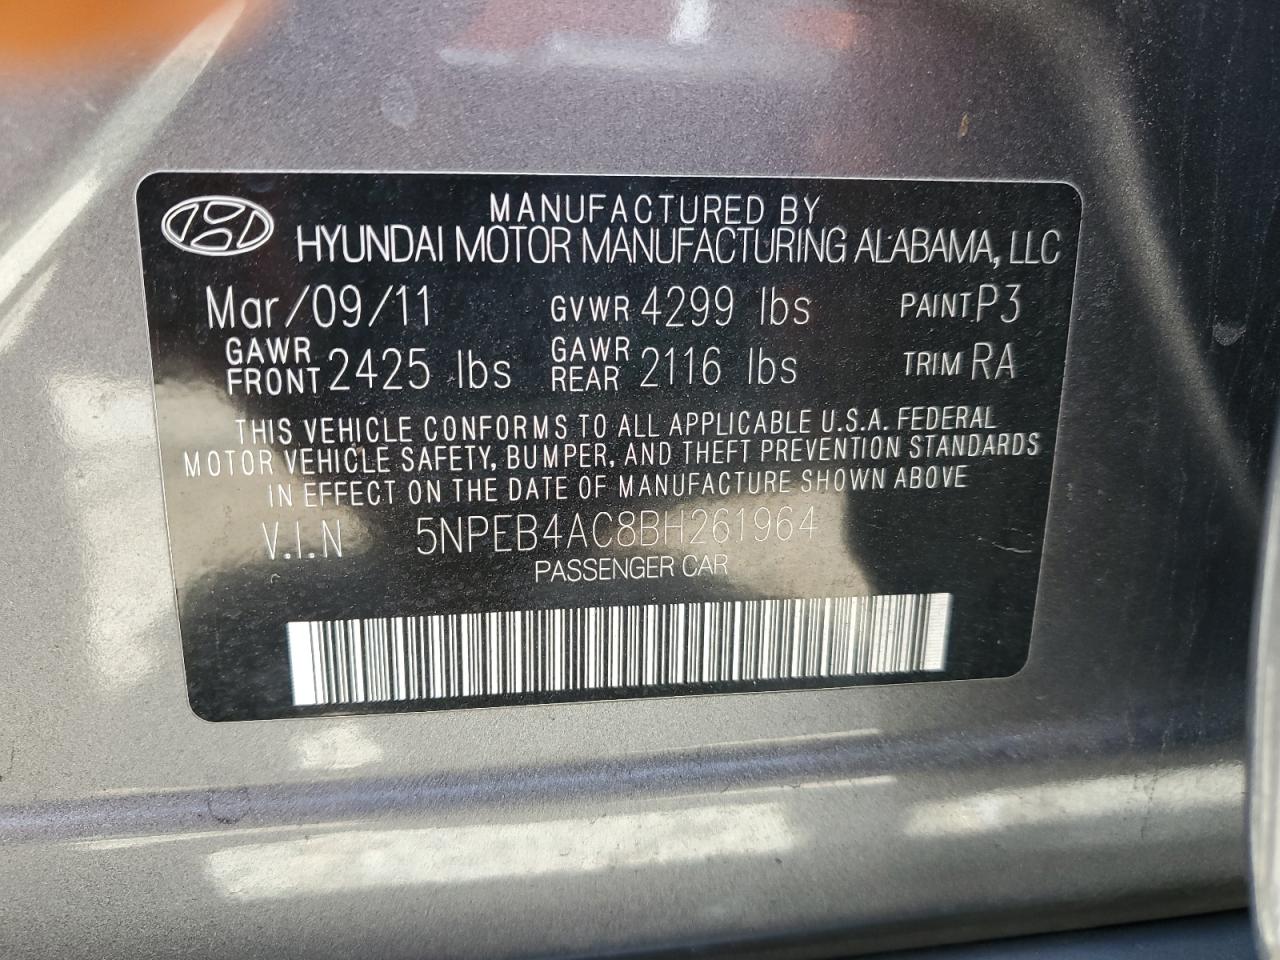 MANUFACTURED BY
HYUNDAI MOTOR MANUFACTURING ALABAMA, LLC
Mar/09/11 GVWR 4299 lbs PAINT P3
GAWR FRONT 2425 lbs GAWR REAR 2116 lbs TRIM RA
THIS VEHICLE CONFORMS TO ALL APPLICABLE U.S.A. FEDERAL
MOTOR VEHICLE SAFETY, BUMPER, AND THEFT PREVENTION STANDARDS
IN EFFECT ON THE DATE OF MANUFACTURE SHOWN ABOVE
V.I.N 5NPEB4AC8BH261964
PASSENGER CAR